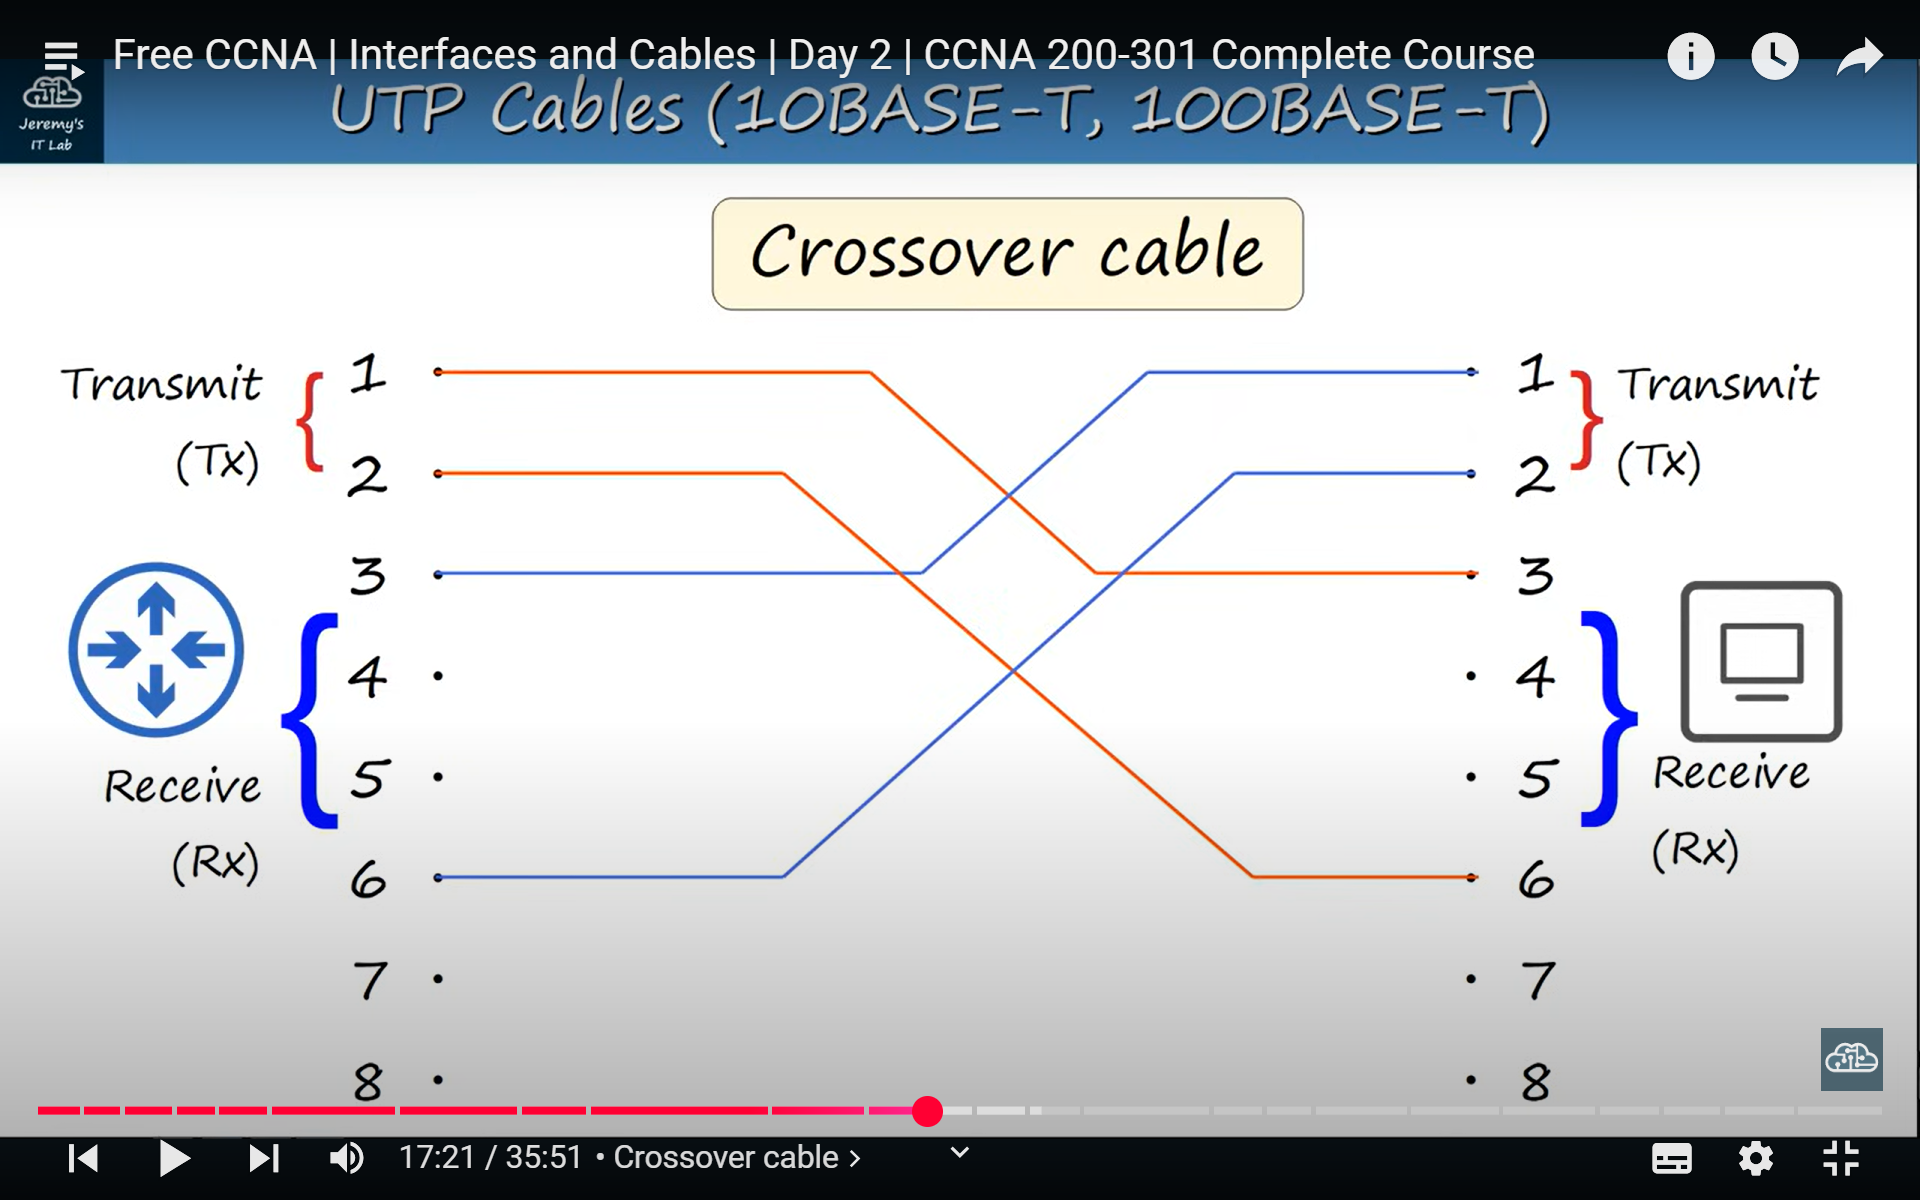 Free CCNA | Interfaces and Cables | Day 2 | CCNA 200-301 Complete Course
Jeremy's
IT Lab
UTP Cables (10BASE-T, 100BASE-T)
Crossover cable
Transmit
(Tx)
1
2
3
4
5
6
7
8
Receive
(Rx)
1
2
3
4
5
6
7
8
Transmit
(Tx)
Receive
(Rx)
17:21 / 35:51 • Crossover cable >